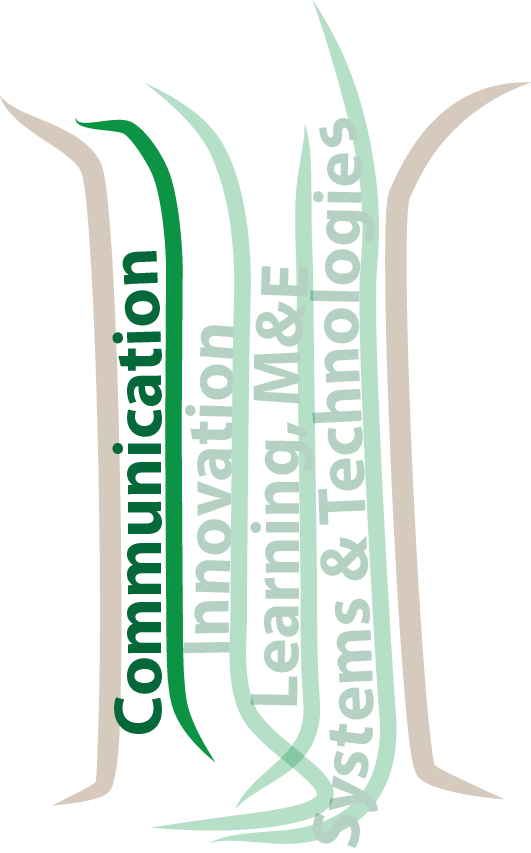 Communication
Innovation
Learning, M&E
Systems & Technologies